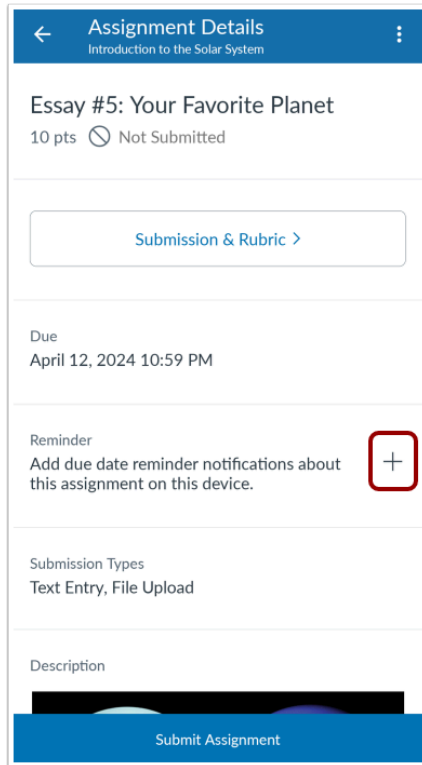 Assignment Details
Introduction to the Solar System
Essay #5: Your Favorite Planet
10 pts Not Submitted
Submission & Rubric >
Due
April 12, 2024 10:59 PM
Reminder
Add due date reminder notifications about
this assignment on this device.
Submission Types
Text Entry, File Upload
Description
Submit Assignment